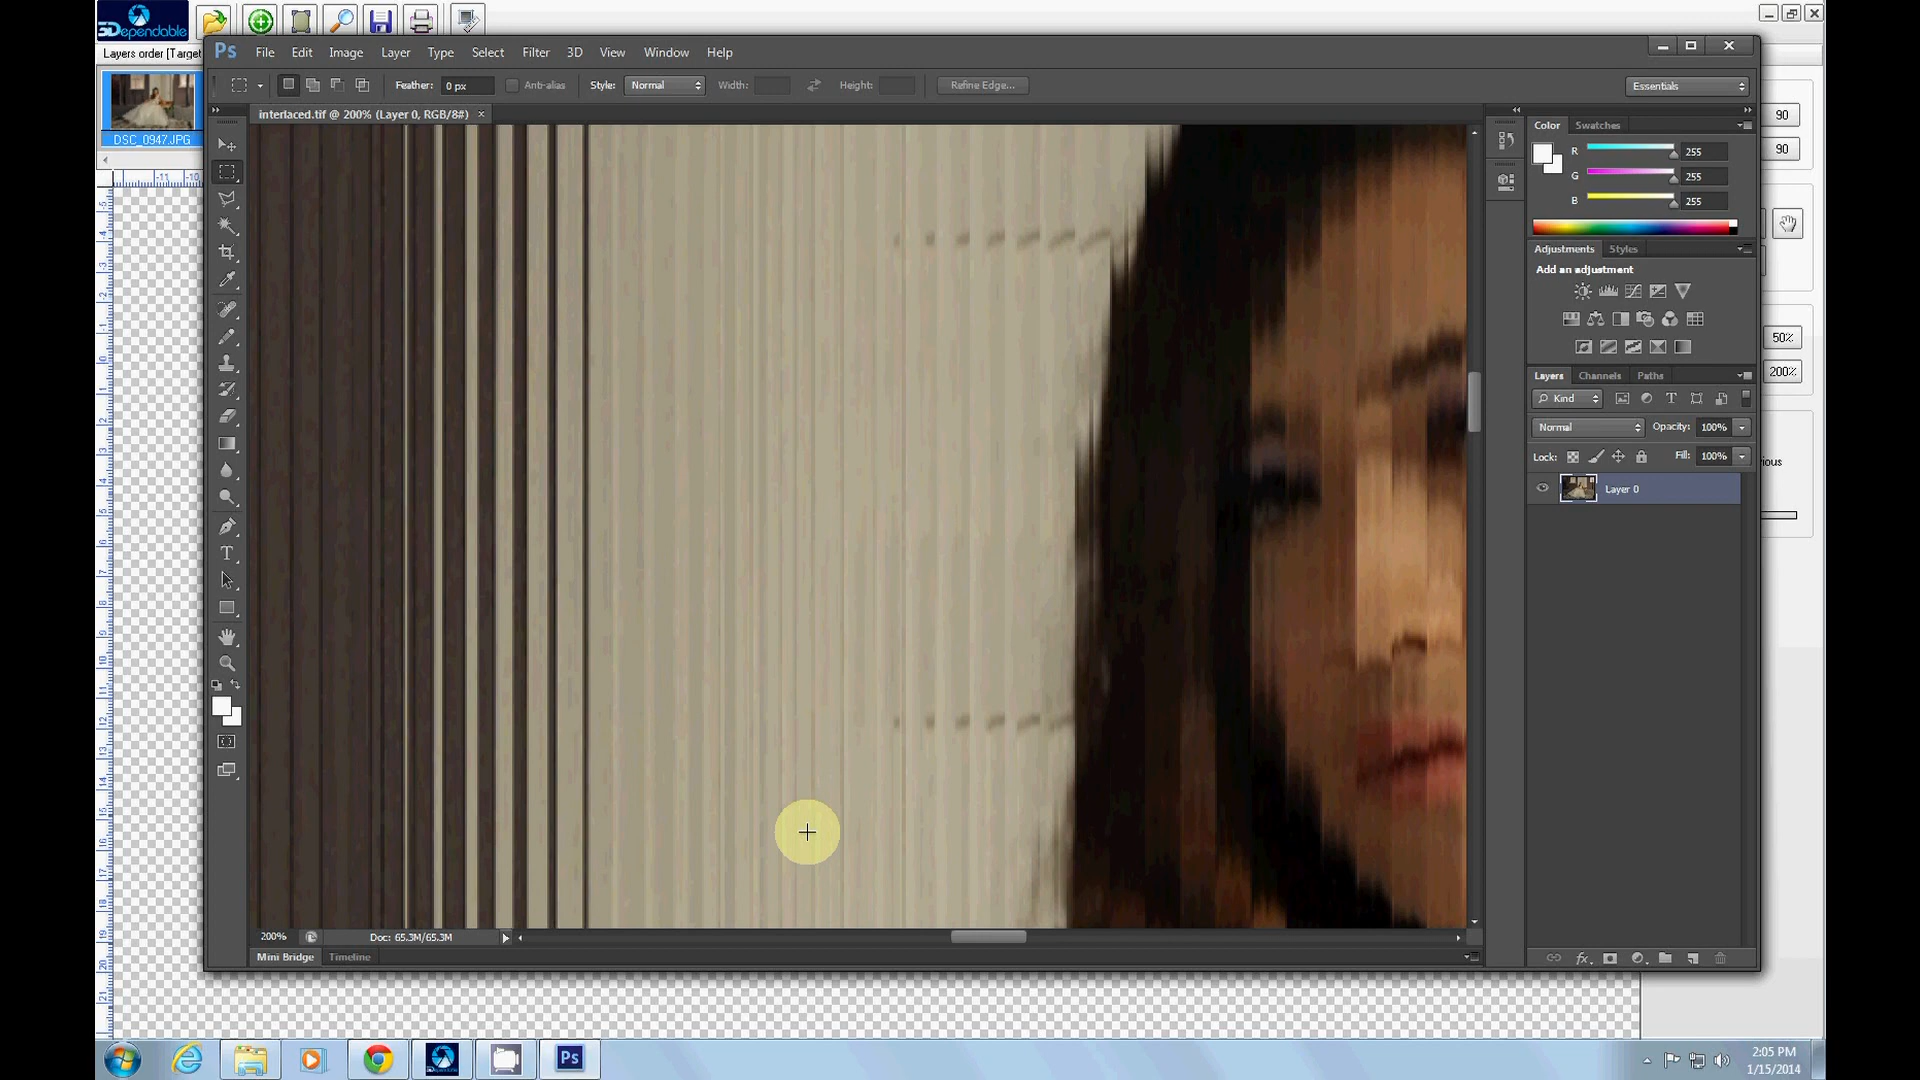 3Dependable
Layers order [Target
DSC_0947.JPG
Ps File Edit Image Layer Type Select Filter 3D View Window Help
Feather: 0 px Anti-alias Style: Normal Width: Height: Refine Edge... Essentials
interlaced.tif @ 200% (Layer 0, RGB/8#) ×
Color Swatches
R 255
G 255
B 255
Adjustments Styles
Add an adjustment
Layers Channels Paths
Kind
Normal Opacity: 100%
Lock: Fill: 100%
Layer 0
90
90
50%
200%
200% Doc: 65.3M/65.3M
Mini Bridge Timeline
Ps
2:05 PM
1/15/2014